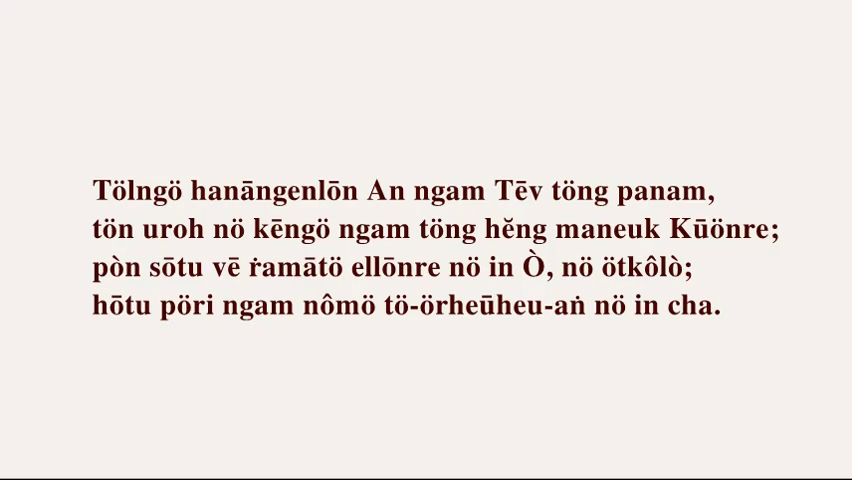 Tölngö hanāngenlōn An ngam Tēv töng panam,
tön uroh nö kēngö ngam töng hĕng maneuk Kūönre;
pòn sōtu vē ṙamātö ellōnre nö in Ò, nö ötkôlò;
hōtu pöri ngam nômö tö-örheūheu-aṅ nö in cha.